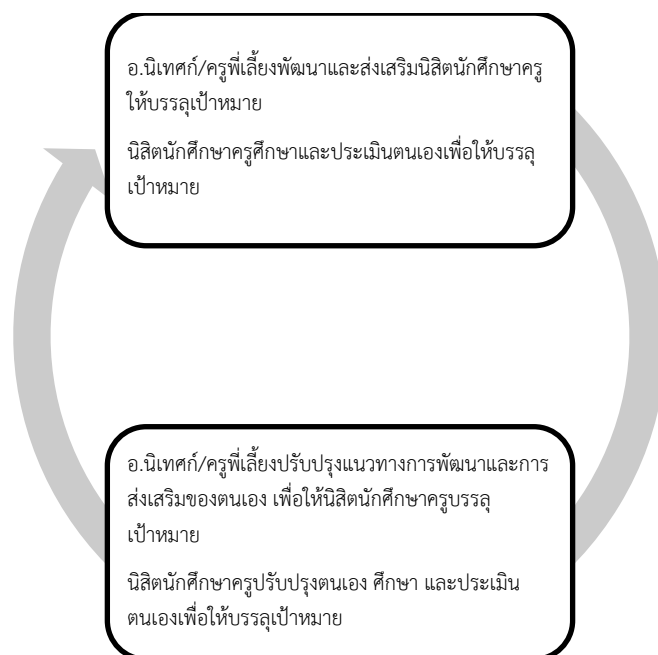 อ.นิเทศก์/ครูพี่เลี้ยงพัฒนาและส่งเสริมนิสิตนักศึกษาครู
ให้บรรลุเป้าหมาย
นิสิตนักศึกษาครูศึกษาและประเมินตนเองเพื่อให้บรรลุ
เป้าหมาย
อ.นิเทศก์/ครูพี่เลี้ยงปรับปรุงแนวทางการพัฒนาและการ
ส่งเสริมของตนเอง เพื่อให้นิสิตนักศึกษาครูบรรลุ
เป้าหมาย
นิสิตนักศึกษาครูปรับปรุงตนเอง ศึกษา และประเมิน
ตนเองเพื่อให้บรรลุเป้าหมาย